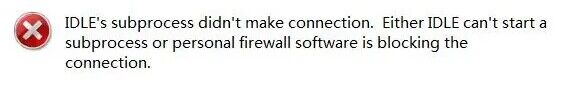 IDLE's subprocess didn't make connection.  Either IDLE can't start a
subprocess or personal firewall software is blocking the
connection.